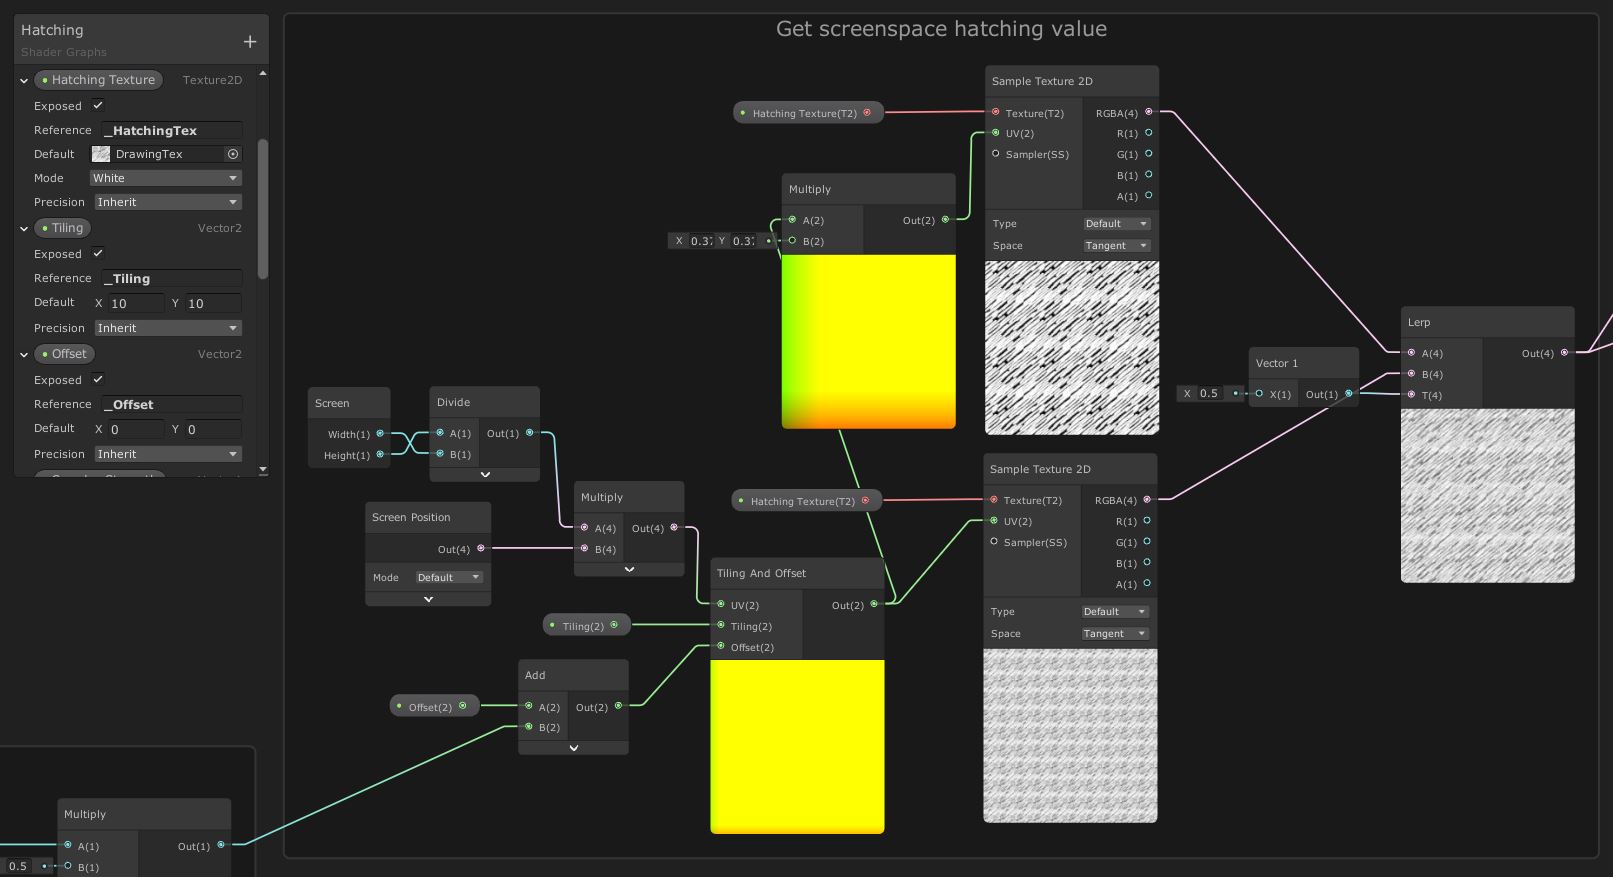 Hatching
Shader Graphs
Hatching Texture Texture2D
Exposed
Reference _HatchingTex
Default DrawingTex
Mode White
Precision Inherit
Tiling Vector2
Exposed
Reference _Tiling
Default X 10 Y 10
Precision Inherit
Offset Vector2
Exposed
Reference _Offset
Default X 0 Y 0
Precision Inherit
Get screenspace hatching value
Hatching Texture(T2)
Sample Texture 2D
Texture(T2) RGBA(4)
UV(2) R(1)
Sampler(SS) G(1)
B(1)
A(1)
Type Default
Space Tangent
Multiply
A(2) Out(2)
X Y B(2)
Screen
Width(1)
Height(1)
Divide
A(1) Out(1)
B(1)
Screen Position
Out(4)
Mode Default
Multiply
A(4) Out(4)
B(4)
Tiling(2)
Offset(2)
Add
A(2) Out(2)
B(2)
Tiling And Offset
UV(2) Out(2)
Tiling(2)
Offset(2)
Hatching Texture(T2)
Sample Texture 2D
Texture(T2) RGBA(4)
UV(2) R(1)
Sampler(SS) G(1)
B(1)
A(1)
Type Default
Space Tangent
Vector 1
X 0.5 X(1) Out(1)
Lerp
A(4) Out(4)
B(4)
T(4)
Multiply
A(1) Out(1)
0.5 B(1)